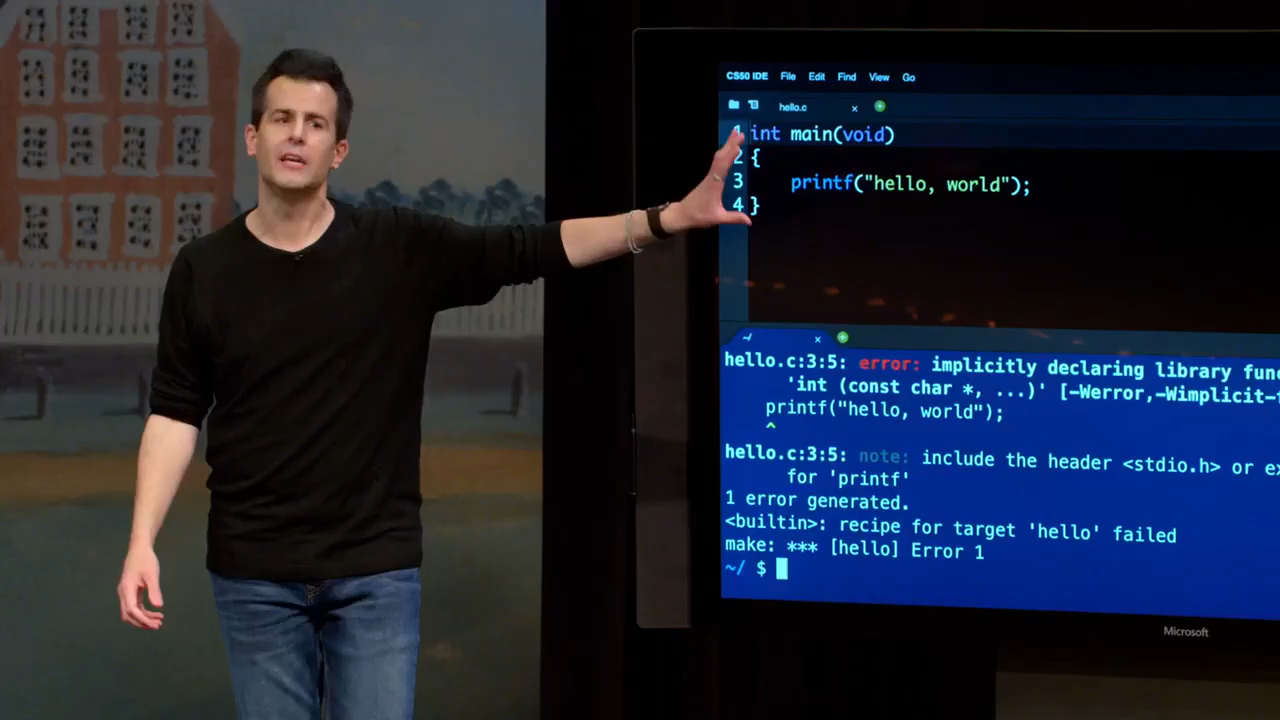 CS50 IDE File Edit Find View Go
hello.c
1 int main(void)
2 {
3 printf("hello, world");
4 }
~/
hello.c:3:5: error: implicitly declaring library
'int (const char *, ...)' [-Werror,-Wimplicit-
printf("hello, world");
^
hello.c:3:5: note: include the header <stdio.h> or
for 'printf'
1 error generated.
<builtin>: recipe for target 'hello' failed
make: *** [hello] Error 1
~/ $
Microsoft